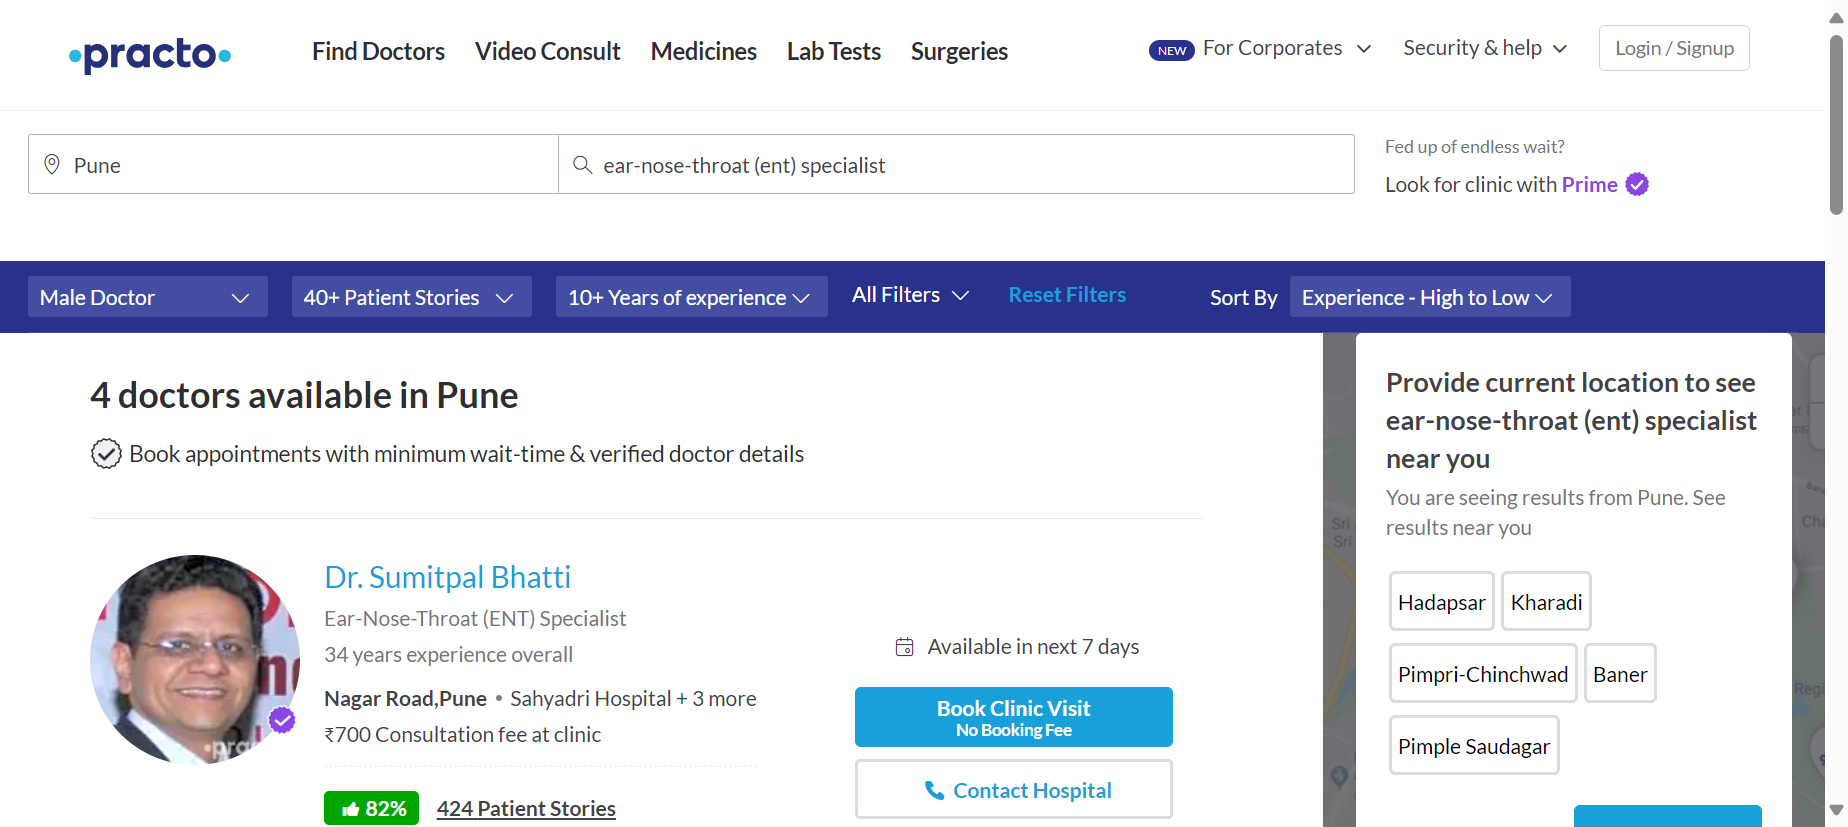 practo
Find Doctors
Video Consult
Medicines
Lab Tests
Surgeries
NEW For Corporates
Security & help
Login / Signup
Pune
ear-nose-throat (ent) specialist
Fed up of endless wait?
Look for clinic with Prime
Male Doctor
40+ Patient Stories
10+ Years of experience
All Filters
Reset Filters
Sort By
Experience - High to Low
4 doctors available in Pune
Book appointments with minimum wait-time & verified doctor details
Dr. Sumitpal Bhatti
Ear-Nose-Throat (ENT) Specialist
34 years experience overall
Nagar Road,Pune • Sahyadri Hospital + 3 more
₹700 Consultation fee at clinic
82%
424 Patient Stories
Available in next 7 days
Book Clinic Visit
No Booking Fee
Contact Hospital
Provide current location to see
ear-nose-throat (ent) specialist
near you
You are seeing results from Pune. See
results near you
Hadapsar
Kharadi
Pimpri-Chinchwad
Baner
Pimple Saudagar